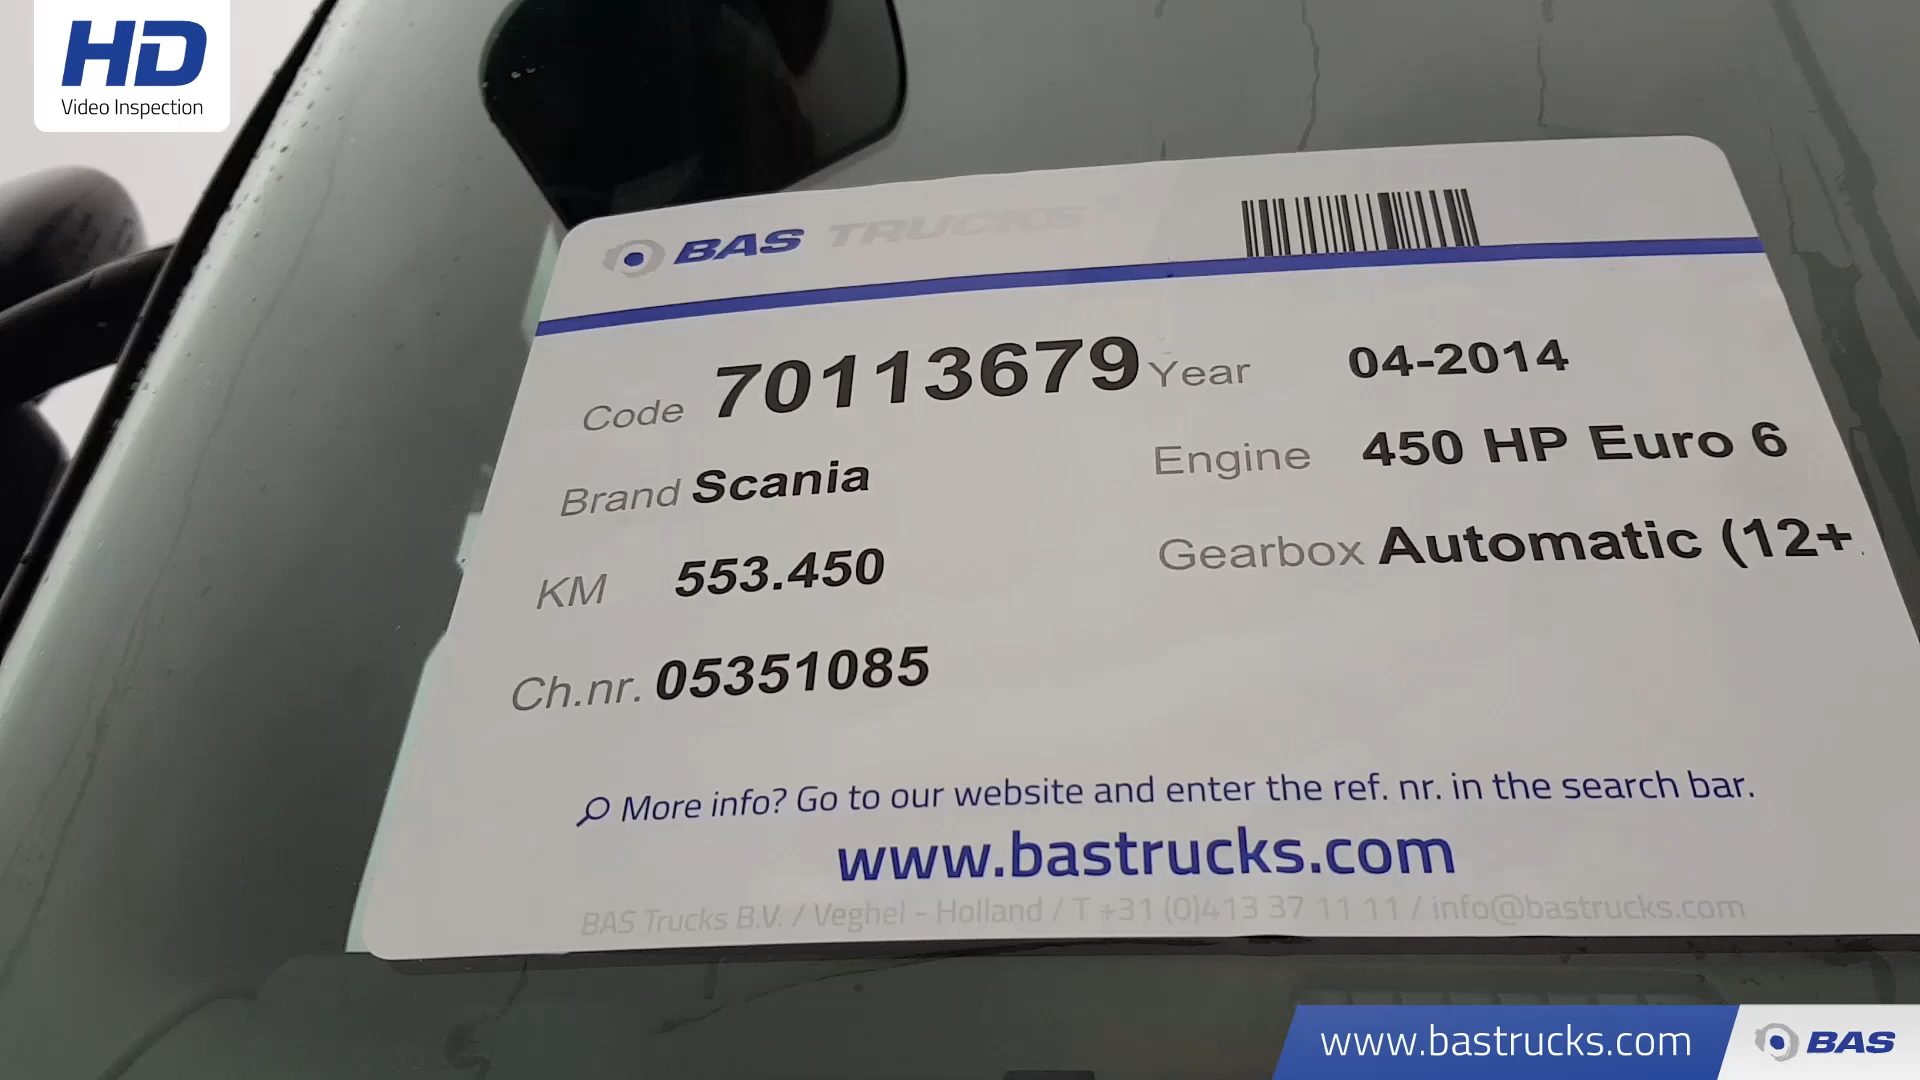 HD
Video Inspection
BAS TRUCKS
Code 70113679 Year 04-2014
Brand Scania Engine 450 HP Euro 6
KM 553.450 Gearbox Automatic (12+
Ch.nr. 05351085
More info? Go to our website and enter the ref. nr. in the search bar.
www.bastrucks.com
BAS Trucks B.V. / Veghel - Holland / T +31 (0)413 37 11 11 / info@bastrucks.com
www.bastrucks.com BAS